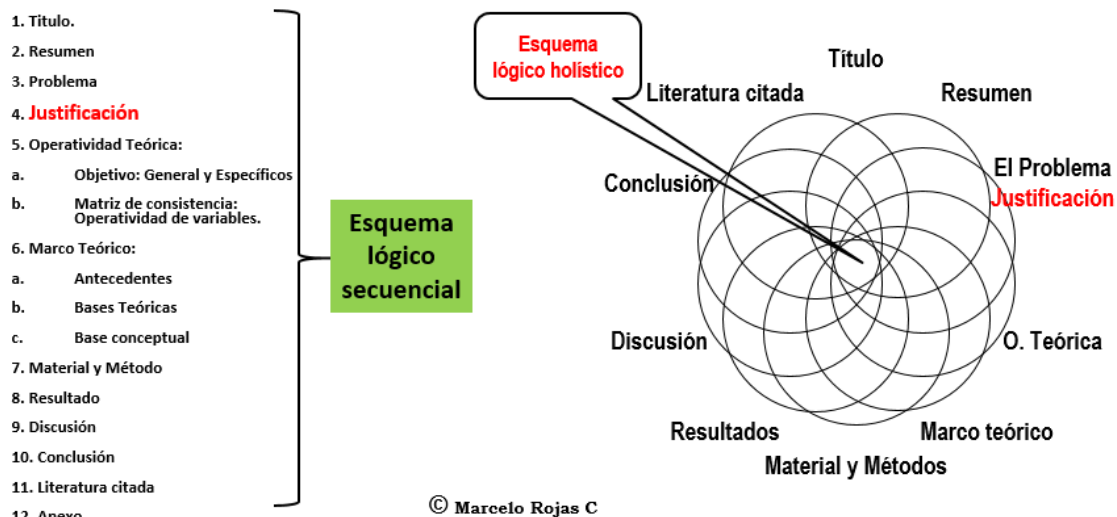 1. Titulo.
2. Resumen
3. Problema
4. Justificación
5. Operatividad Teórica:
a. Objetivo: General y Específicos
b. Matriz de consistencia:
Operatividad de variables.
6. Marco Teórico:
a. Antecedentes
b. Bases Teóricas
c. Base conceptual
7. Material y Método
8. Resultado
9. Discusión
10. Conclusión
11. Literatura citada
12. Anexo
Esquema
lógico
secuencial
Esquema
lógico holístico
Título
Literatura citada
Resumen
Conclusión
El Problema
Justificación
Discusión
O. Teórica
Resultados
Marco teórico
Material y Métodos
© Marcelo Rojas C